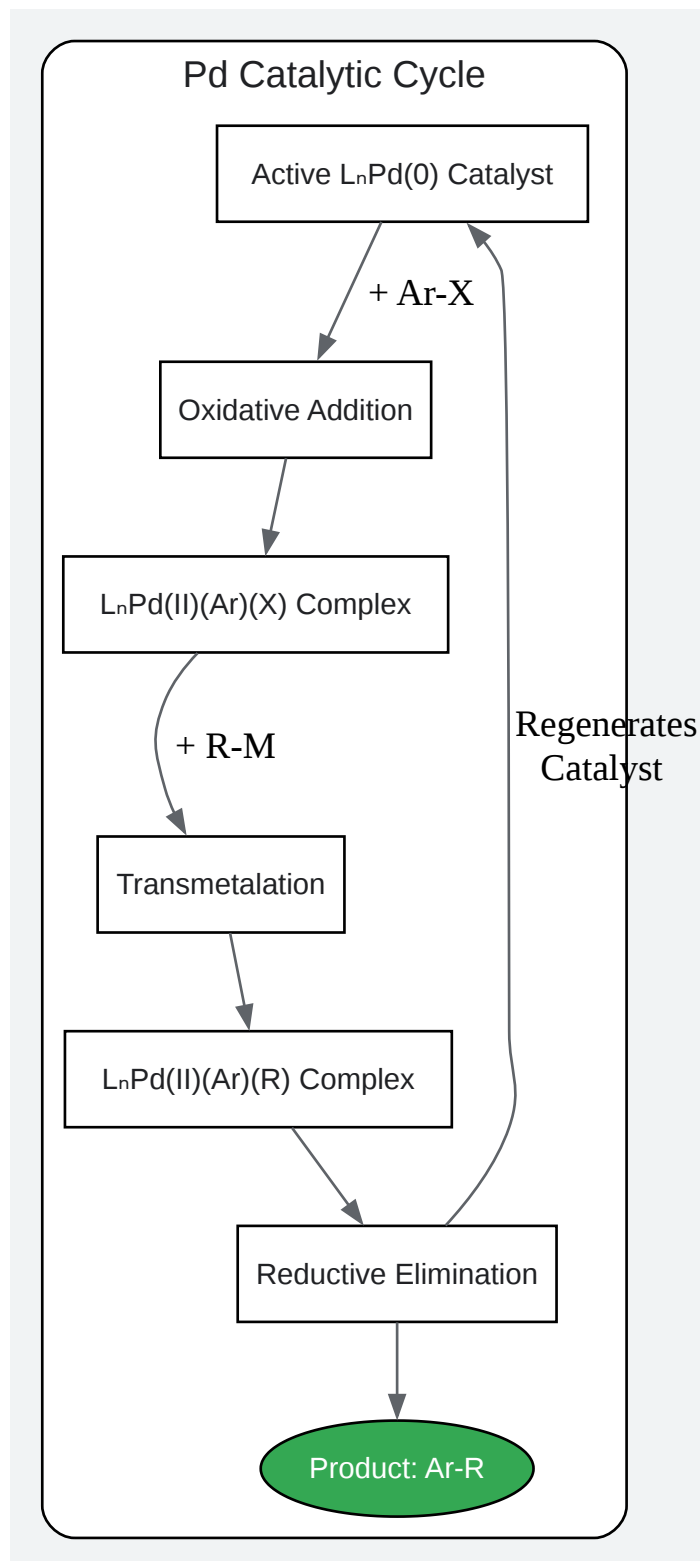 Pd Catalytic Cycle
Active LₙPd(0) Catalyst
+ Ar-X
Oxidative Addition
LₙPd(II)(Ar)(X) Complex
+ R-M
Regenerates
Catalyst
Transmetalation
LₙPd(II)(Ar)(R) Complex
Reductive Elimination
Product: Ar-R